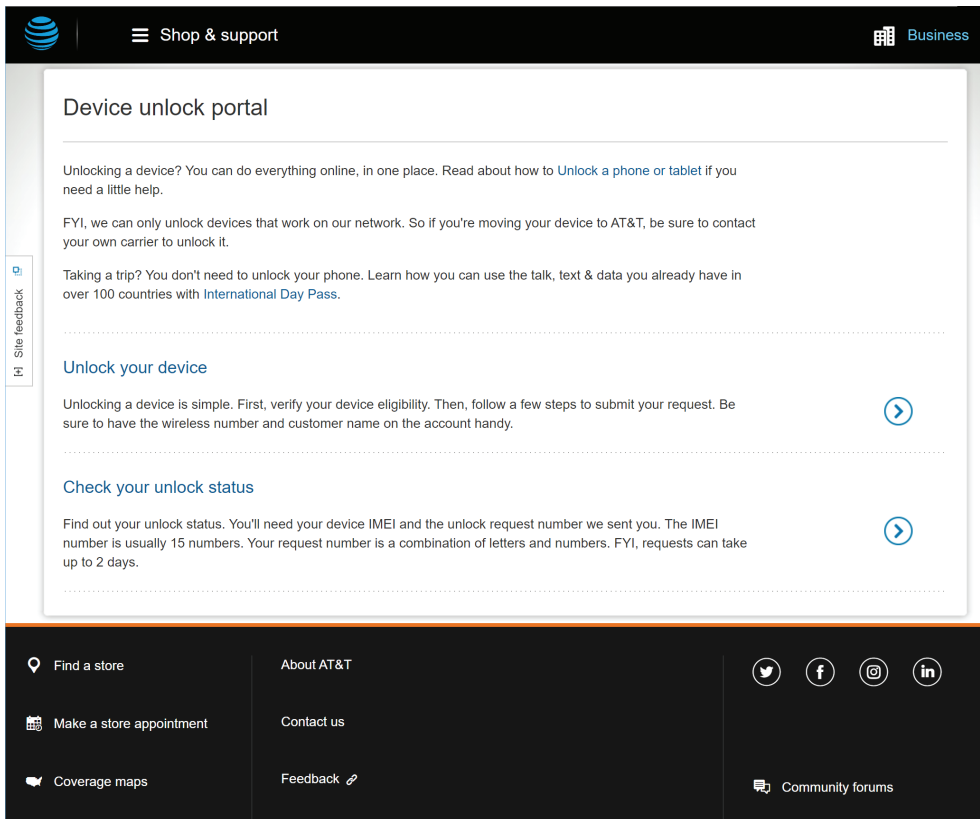 Shop & support
Business
Device unlock portal
Unlocking a device? You can do everything online, in one place. Read about how to Unlock a phone or tablet if you
need a little help.
FYI, we can only unlock devices that work on our network. So if you're moving your device to AT&T, be sure to contact
your own carrier to unlock it.
Taking a trip? You don't need to unlock your phone. Learn how you can use the talk, text & data you already have in
over 100 countries with International Day Pass.
[+] Site feedback
Unlock your device
Unlocking a device is simple. First, verify your device eligibility. Then, follow a few steps to submit your request. Be
sure to have the wireless number and customer name on the account handy.
Check your unlock status
Find out your unlock status. You'll need your device IMEI and the unlock request number we sent you. The IMEI
number is usually 15 numbers. Your request number is a combination of letters and numbers. FYI, requests can take
up to 2 days.
Find a store
Make a store appointment
Coverage maps
About AT&T
Contact us
Feedback
Community forums